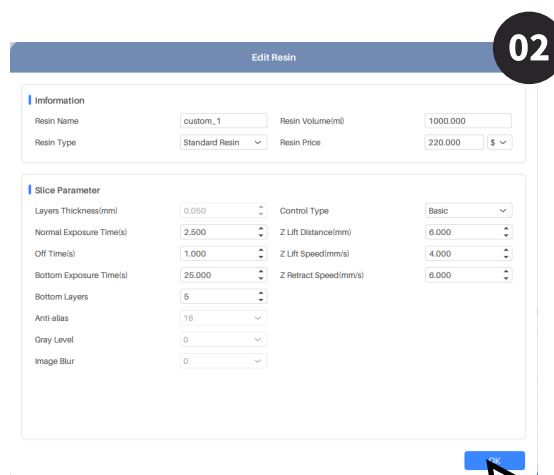 02
Edit Resin
Imformation
Resin Name custom_1 Resin Volume(ml) 1000.000
Resin Type Standard Resin Resin Price 220.000 $
Slice Parameter
Layers Thickness(mm) 0.050 Control Type Basic
Normal Exposure Time(s) 2.500 Z Lift Distance(mm) 6.000
Off Time(s) 1.000 Z Lift Speed(mm/s) 4.000
Bottom Exposure Time(s) 25.000 Z Retract Speed(mm/s) 6.000
Bottom Layers 5
Anti-alias 16
Gray Level 0
Image Blur 0
OK